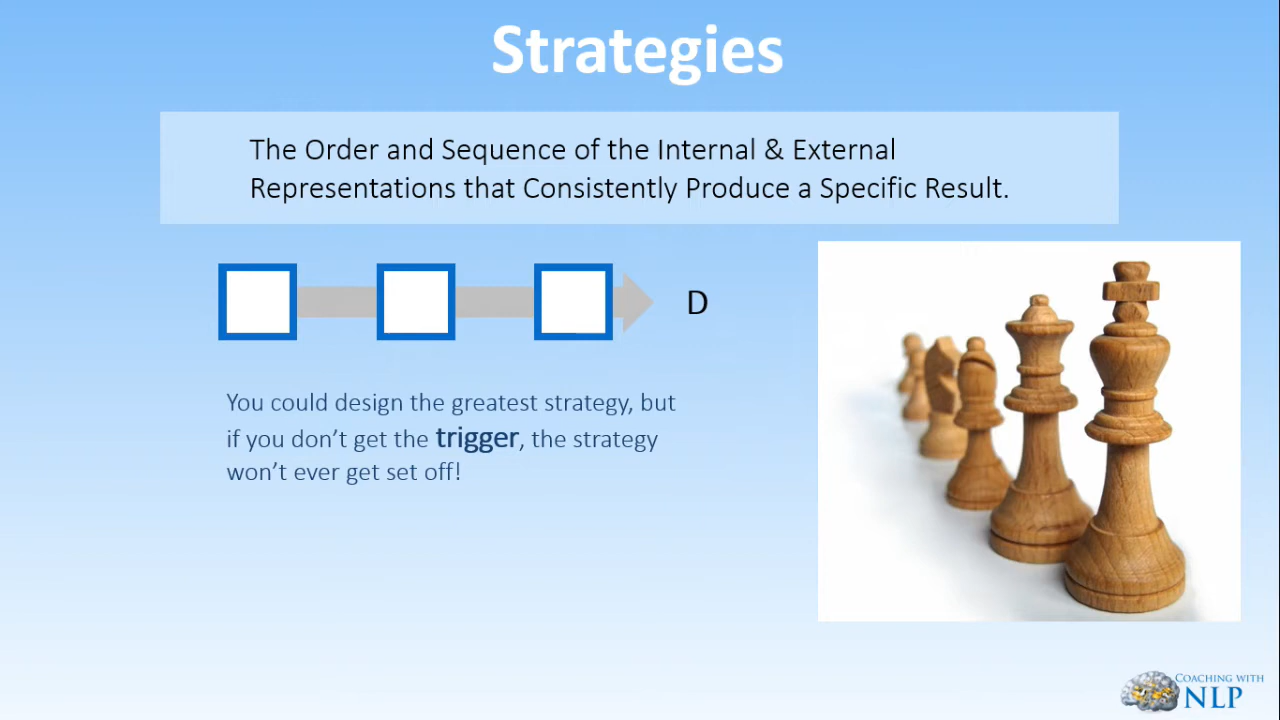 Strategies
The Order and Sequence of the Internal & External
Representations that Consistently Produce a Specific Result.
D
You could design the greatest strategy, but
if you don’t get the trigger, the strategy
won’t ever get set off!
COACHING WITH
NLP